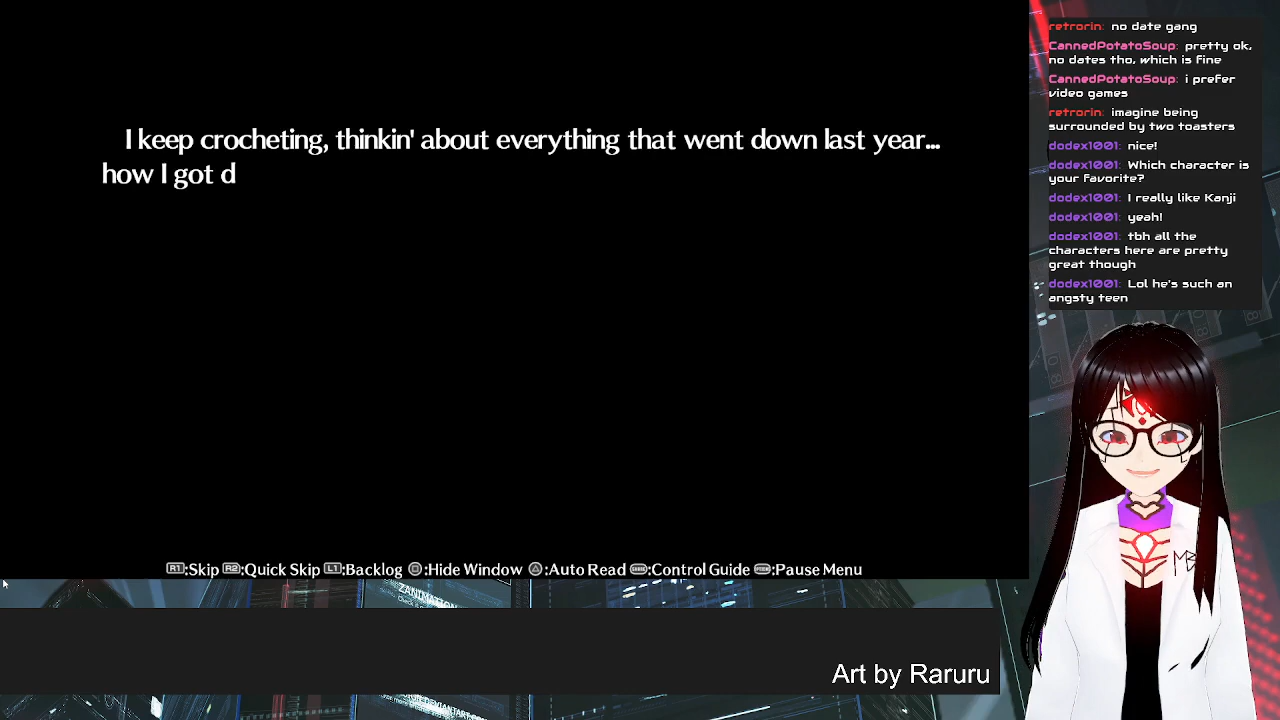 I keep crocheting, thinkin' about everything that went down last year...
how I got d
R1:Skip R2:Quick Skip L1:Backlog :Hide Window :Auto Read SHARE:Control Guide :Pause Menu
retrorin: no date gang
CannedPotatoSoup: pretty ok,
no dates tho, which is fine
CannedPotatoSoup: i prefer
video games
retrorin: imagine being
surrounded by two toasters
dodex1001: nice!
dodex1001: Which character is
your favorite?
dodex1001: I really like Kanji
dodex1001: yeah!
dodex1001: tbh all the
characters here are pretty
great though
dodex1001: Lol he's such an
angsty teen
MB
Art by Raruru